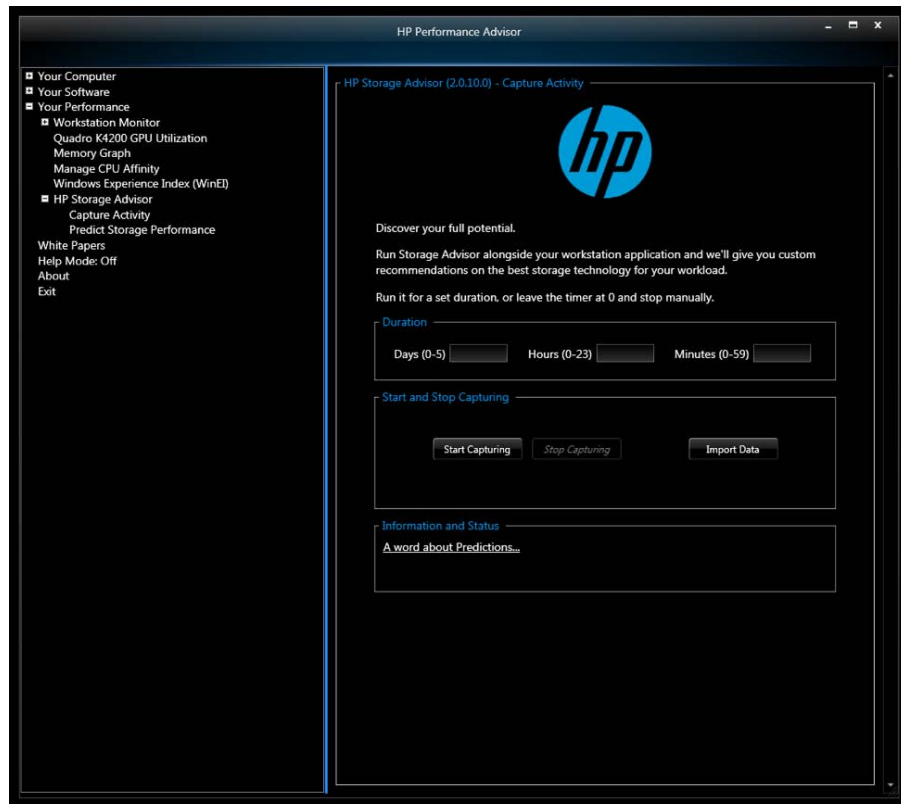 HP Performance Advisor
Your Computer
Your Software
Your Performance
Workstation Monitor
Quadro K4200 GPU Utilization
Memory Graph
Manage CPU Affinity
Windows Experience Index (WinEI)
HP Storage Advisor
Capture Activity
Predict Storage Performance
White Papers
Help Mode: Off
About
Exit
HP Storage Advisor (2.0.10.0) - Capture Activity
hp
Discover your full potential.
Run Storage Advisor alongside your workstation application and we'll give you custom
recommendations on the best storage technology for your workload.
Run it for a set duration, or leave the timer at 0 and stop manually.
Duration
Days (0-5) Hours (0-23) Minutes (0-59)
Start and Stop Capturing
Start Capturing Stop Capturing Import Data
Information and Status
A word about Predictions...